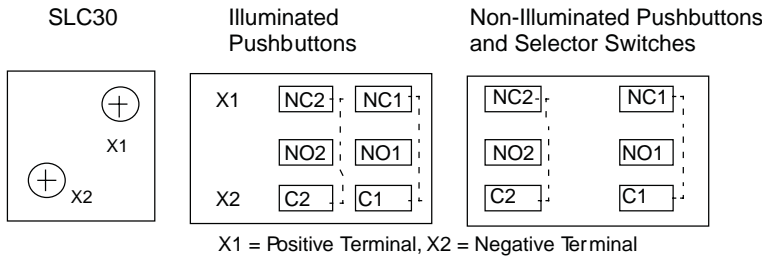 SLC30
Illuminated
Pushbuttons
Non-Illuminated Pushbuttons
and Selector Switches
X1
X2
X1 NC2 NC1
NO2 NO1
X2 C2 C1
NC2 NC1
NO2 NO1
C2 C1
X1 = Positive Terminal, X2 = Negative Terminal